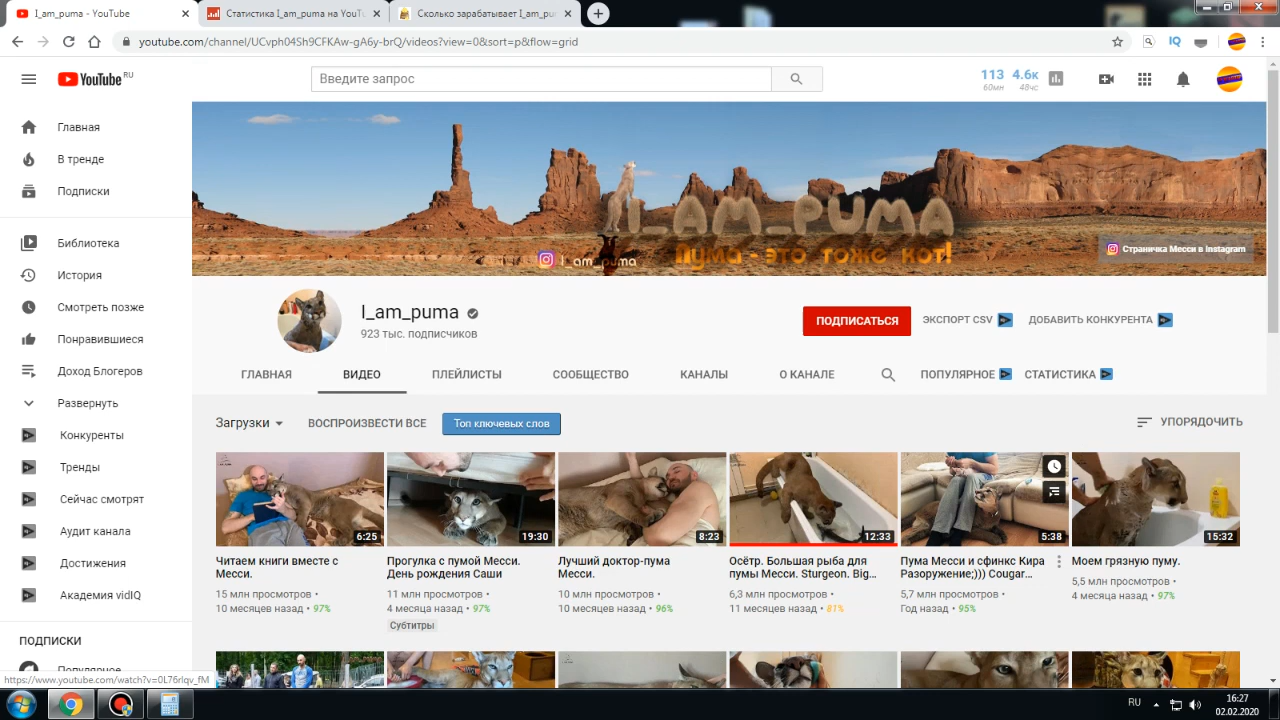 I_am_puma - YouTube
Статистика I_am_puma на YouTu
Сколько зарабатывает I_am_pur
youtube.com/channel/UCvph04Sh9CFKAw-gA6y-brQ/videos?view=0&sort=p&flow=grid
YouTube RU
Введите запрос
113 4.6к
60мн 48чс
Главная
В тренде
Подписки
Библиотека
История
Смотреть позже
Понравившиеся
Доход Блогеров
Развернуть
Конкуренты
Тренды
Сейчас смотрят
Аудит канала
Достижения
Академия vidIQ
ПОДПИСКИ
Популярное
https://www.youtube.com/watch?v=0L76rlqv_fM
I_AM_PUMA
Пума - это тоже кот!
I_am_puma
Страничка Месси в Instagram
I_am_puma
923 тыс. подписчиков
ПОДПИСАТЬСЯ
ЭКСПОРТ CSV
ДОБАВИТЬ КОНКУРЕНТА
ГЛАВНАЯ
ВИДЕО
ПЛЕЙЛИСТЫ
СООБЩЕСТВО
КАНАЛЫ
О КАНАЛЕ
ПОПУЛЯРНОЕ
СТАТИСТИКА
Загрузки
ВОСПРОИЗВЕСТИ ВСЕ
Топ ключевых слов
УПОРЯДОЧИТЬ
6:25
Читаем книги вместе с
Месси.
15 млн просмотров •
10 месяцев назад • 97%
19:30
Прогулка с пумой Месси.
День рождения Саши
11 млн просмотров •
4 месяца назад • 97%
Субтитры
8:23
Лучший доктор-пума
Месси.
10 млн просмотров •
10 месяцев назад • 96%
12:33
Осётр. Большая рыба для
пумы Месси. Sturgeon. Big...
6,3 млн просмотров •
11 месяцев назад • 81%
5:38
Пума Месси и сфинкс Кира
Разоружение;))) Cougar...
5,7 млн просмотров •
Год назад • 95%
15:32
Моем грязную пуму.
5,5 млн просмотров •
4 месяца назад • 97%
RU
16:27
02.02.2020